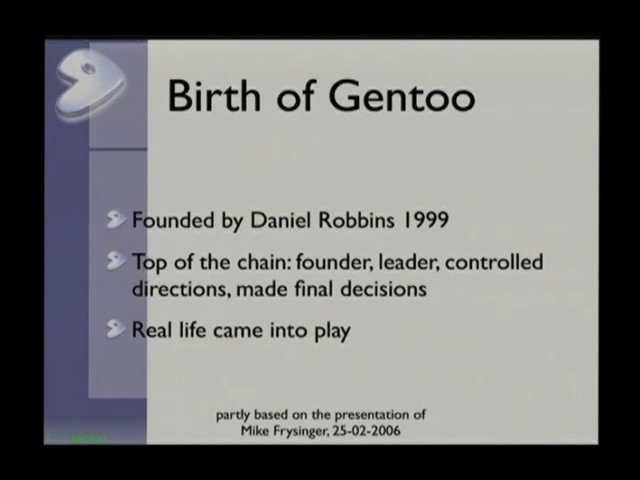 Birth of Gentoo
Founded by Daniel Robbins 1999
Top of the chain: founder, leader, controlled
directions, made final decisions
Real life came into play
partly based on the presentation of
Mike Frysinger, 25-02-2006